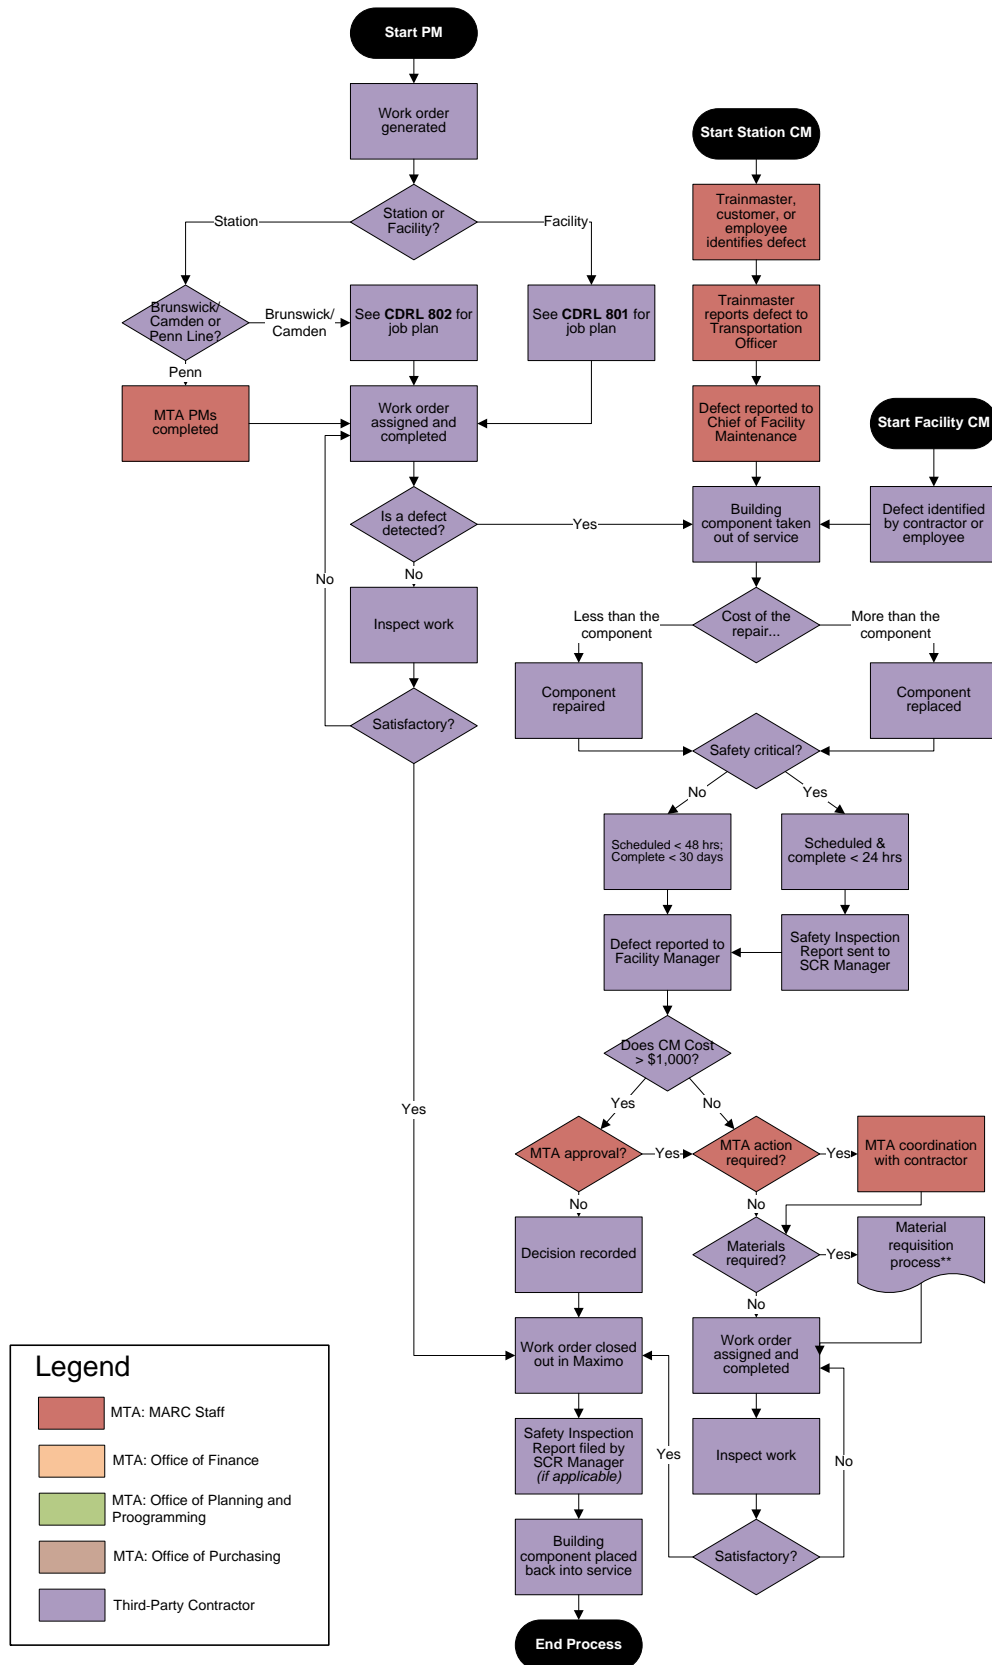 Start PM
Work order
generated
Station or
Facility?
Station
Facility
Brunswick/
Camden or
Penn Line?
Brunswick/
Camden
See CDRL 802 for
job plan
See CDRL 801 for
job plan
Penn
MTA PMs
completed
Work order
assigned and
completed
Is a defect
detected?
Yes
No
No
Inspect work
Satisfactory?
Yes
Start Station CM
Trainmaster,
customer, or
employee
identifies defect
Trainmaster
reports defect to
Transportation
Officer
Defect reported to
Chief of Facility
Maintenance
Start Facility CM
Building
component taken
out of service
Defect identified
by contractor or
employee
Cost of the
repair...
Less than the
component
More than the
component
Component
repaired
Component
replaced
Safety critical?
No
Yes
Scheduled < 48 hrs;
Complete < 30 days
Scheduled &
complete < 24 hrs
Defect reported to
Facility Manager
Safety Inspection
Report sent to
SCR Manager
Does CM Cost
> $1,000?
Yes
No
MTA approval?
Yes
MTA action
required?
Yes
MTA coordination
with contractor
No
No
Decision recorded
Materials
required?
Yes
Material
requisition
process**
No
Work order closed
out in Maximo
Work order
assigned and
completed
Safety Inspection
Report filed by
SCR Manager
(if applicable)
Yes
Inspect work
No
Building
component placed
back into service
Satisfactory?
End Process
Legend
MTA: MARC Staff
MTA: Office of Finance
MTA: Office of Planning and
Proogramming
MTA: Office of Purchasing
Third-Party Contractor